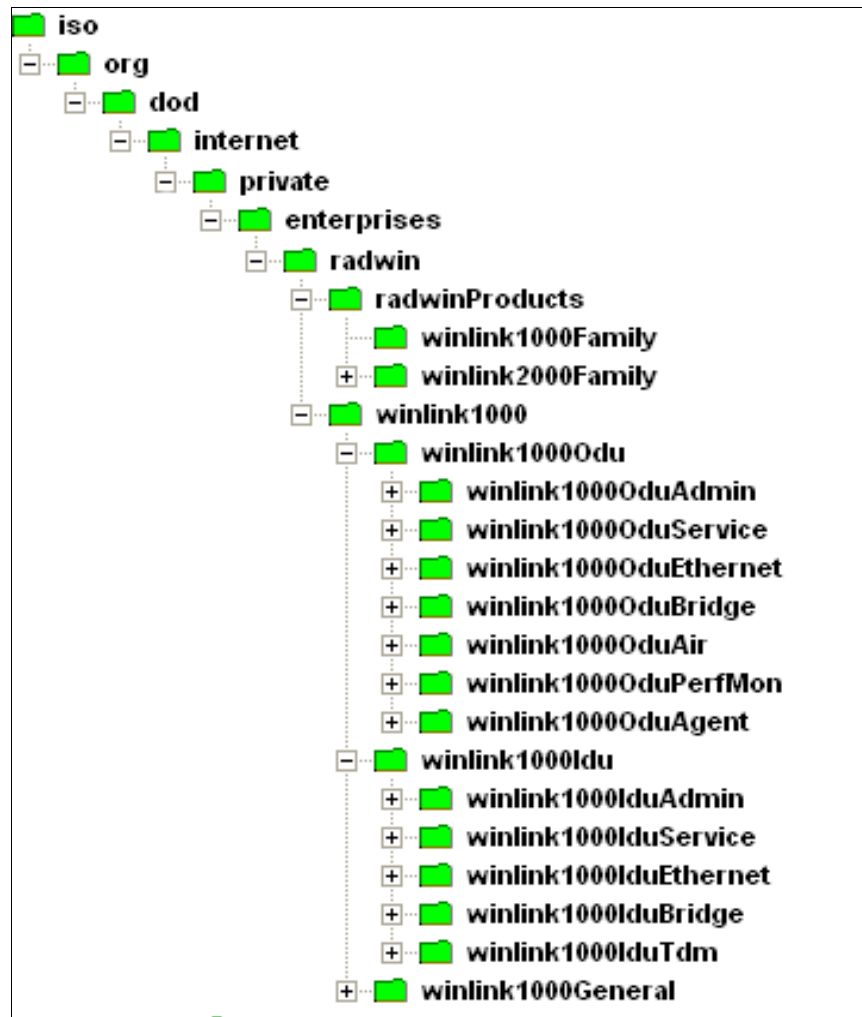 iso
org
dod
internet
private
enterprises
radwin
radwinProducts
winlink1000Family
winlink2000Family
winlink1000
winlink1000Odu
winlink1000OduAdmin
winlink1000OduService
winlink1000OduEthernet
winlink1000OduBridge
winlink1000OduAir
winlink1000OduPerfMon
winlink1000OduAgent
winlink1000Idu
winlink1000IduAdmin
winlink1000IduService
winlink1000IduEthernet
winlink1000IduBridge
winlink1000IduTdm
winlink1000General